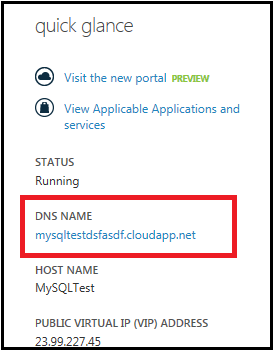 quick glance
Visit the new portal PREVIEW
View Applicable Applications and
services
STATUS
Running
DNS NAME
mysqltestdsfasdf.cloudapp.net
HOST NAME
MySQLTest
PUBLIC VIRTUAL IP (VIP) ADDRESS
23.99.227.45